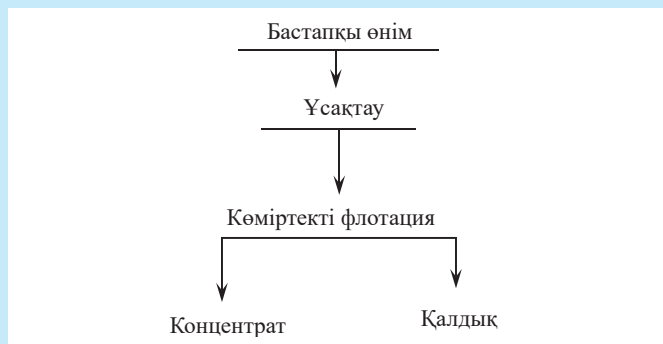 Бастапқы өнім
Ұсақтау
Көміртекті флотация
Концентрат
Қалдық